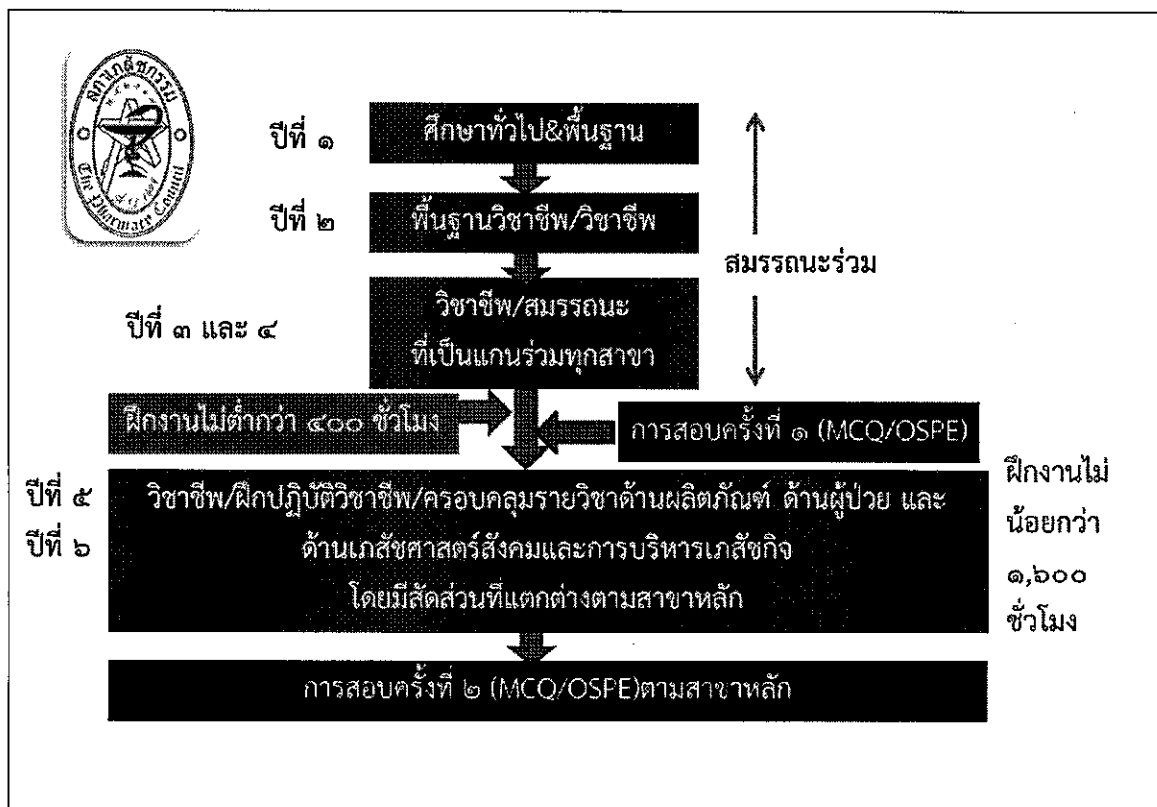 สภาเภสัชกรรม
The Pharmacy Council
ปีที่ ๑
ศึกษาทั่วไป&พื้นฐาน
ปีที่ ๒
พื้นฐานวิชาชีพ/วิชาชีพ
สมรรถนะร่วม
ปีที่ ๓ และ ๔
วิชาชีพ/สมรรถนะ
ที่เป็นแกนร่วมทุกสาขา
ฝึกงานไม่ต่ำกว่า ๔๐๐ ชั่วโมง
การสอบครั้งที่ ๑ (MCQ/OSPE)
ปีที่ ๕
ปีที่ ๖
วิชาชีพ/ฝึกปฏิบัติวิชาชีพ/ครอบคลุมรายวิชาด้านผลิตภัณฑ์ ด้านผู้ป่วย และ
ด้านเภสัชศาสตร์สังคมและการบริหารเภสัชกิจ
โดยมีสัดส่วนที่แตกต่างตามสาขาหลัก
ฝึกงานไม่
น้อยกว่า
๑,๖๐๐
ชั่วโมง
การสอบครั้งที่ ๒ (MCQ/OSPE)ตามสาขาหลัก